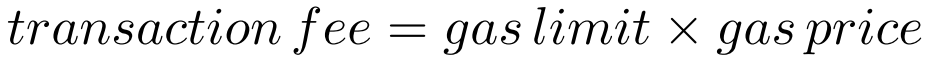 transaction fee = gas limit × gas price